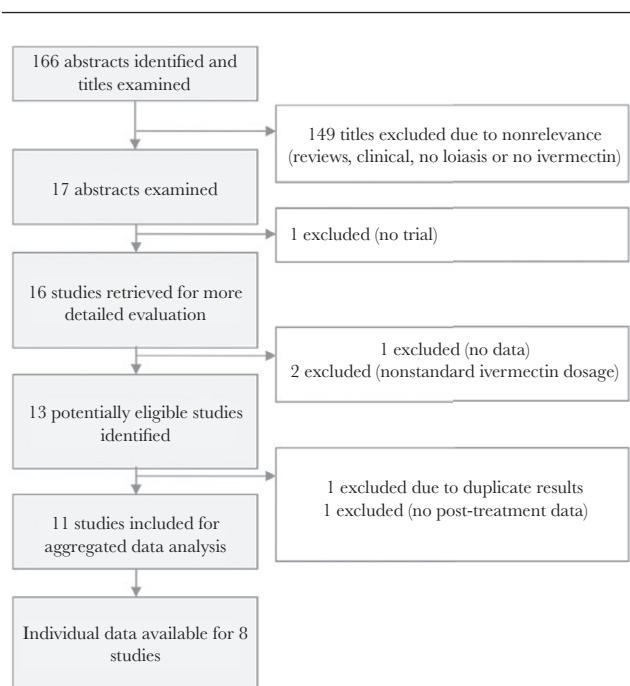 166 abstracts identified and
titles examined
149 titles excluded due to nonrelevance
(reviews, clinical, no loiasis or no ivermectin)
17 abstracts examined
1 excluded (no trial)
16 studies retrieved for more
detailed evaluation
1 excluded (no data)
2 excluded (nonstandard ivermectin dosage)
13 potentially eligible studies
identified
1 excluded due to duplicate results
1 excluded (no post-treatment data)
11 studies included for
aggregated data analysis
Individual data available for 8
studies